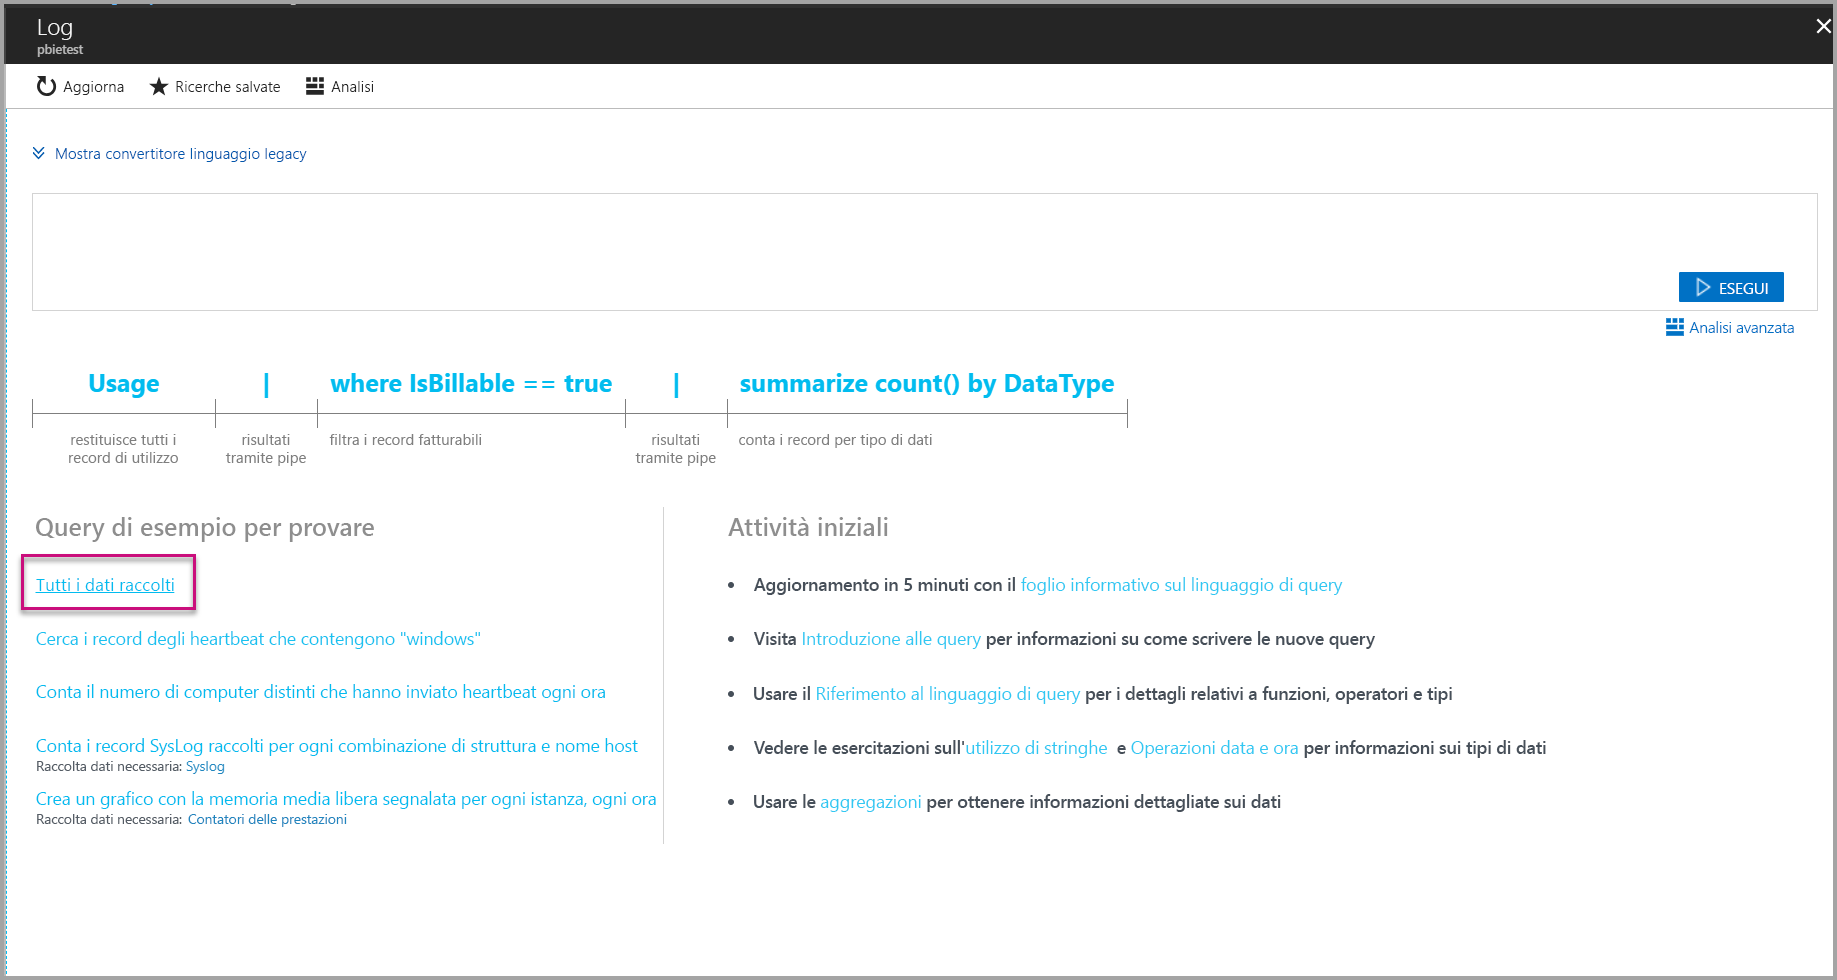 Log
pbietest
Aggiorna
Ricerche salvate
Analisi
Mostra convertitore linguaggio legacy
ESEGUI
Analisi avanzata
Usage | where IsBillable == true | summarize count() by DataType
restituisce tutti i
record di utilizzo
risultati
tramite pipe
filtra i record fatturabili
risultati
tramite pipe
conta i record per tipo di dati
Query di esempio per provare
Tutti i dati raccolti
Cerca i record degli heartbeat che contengono "windows"
Conta il numero di computer distinti che hanno inviato heartbeat ogni ora
Conta i record SysLog raccolti per ogni combinazione di struttura e nome host
Raccolta dati necessaria: Syslog
Crea un grafico con la memoria media libera segnalata per ogni istanza, ogni ora
Raccolta dati necessaria: Contatori delle prestazioni
Attività iniziali
• Aggiornamento in 5 minuti con il foglio informativo sul linguaggio di query
• Visita Introduzione alle query per informazioni su come scrivere le nuove query
• Usare il Riferimento al linguaggio di query per i dettagli relativi a funzioni, operatori e tipi
• Vedere le esercitazioni sull'utilizzo di stringhe e Operazioni data e ora per informazioni sui tipi di dati
• Usare le aggregazioni per ottenere informazioni dettagliate sui dati